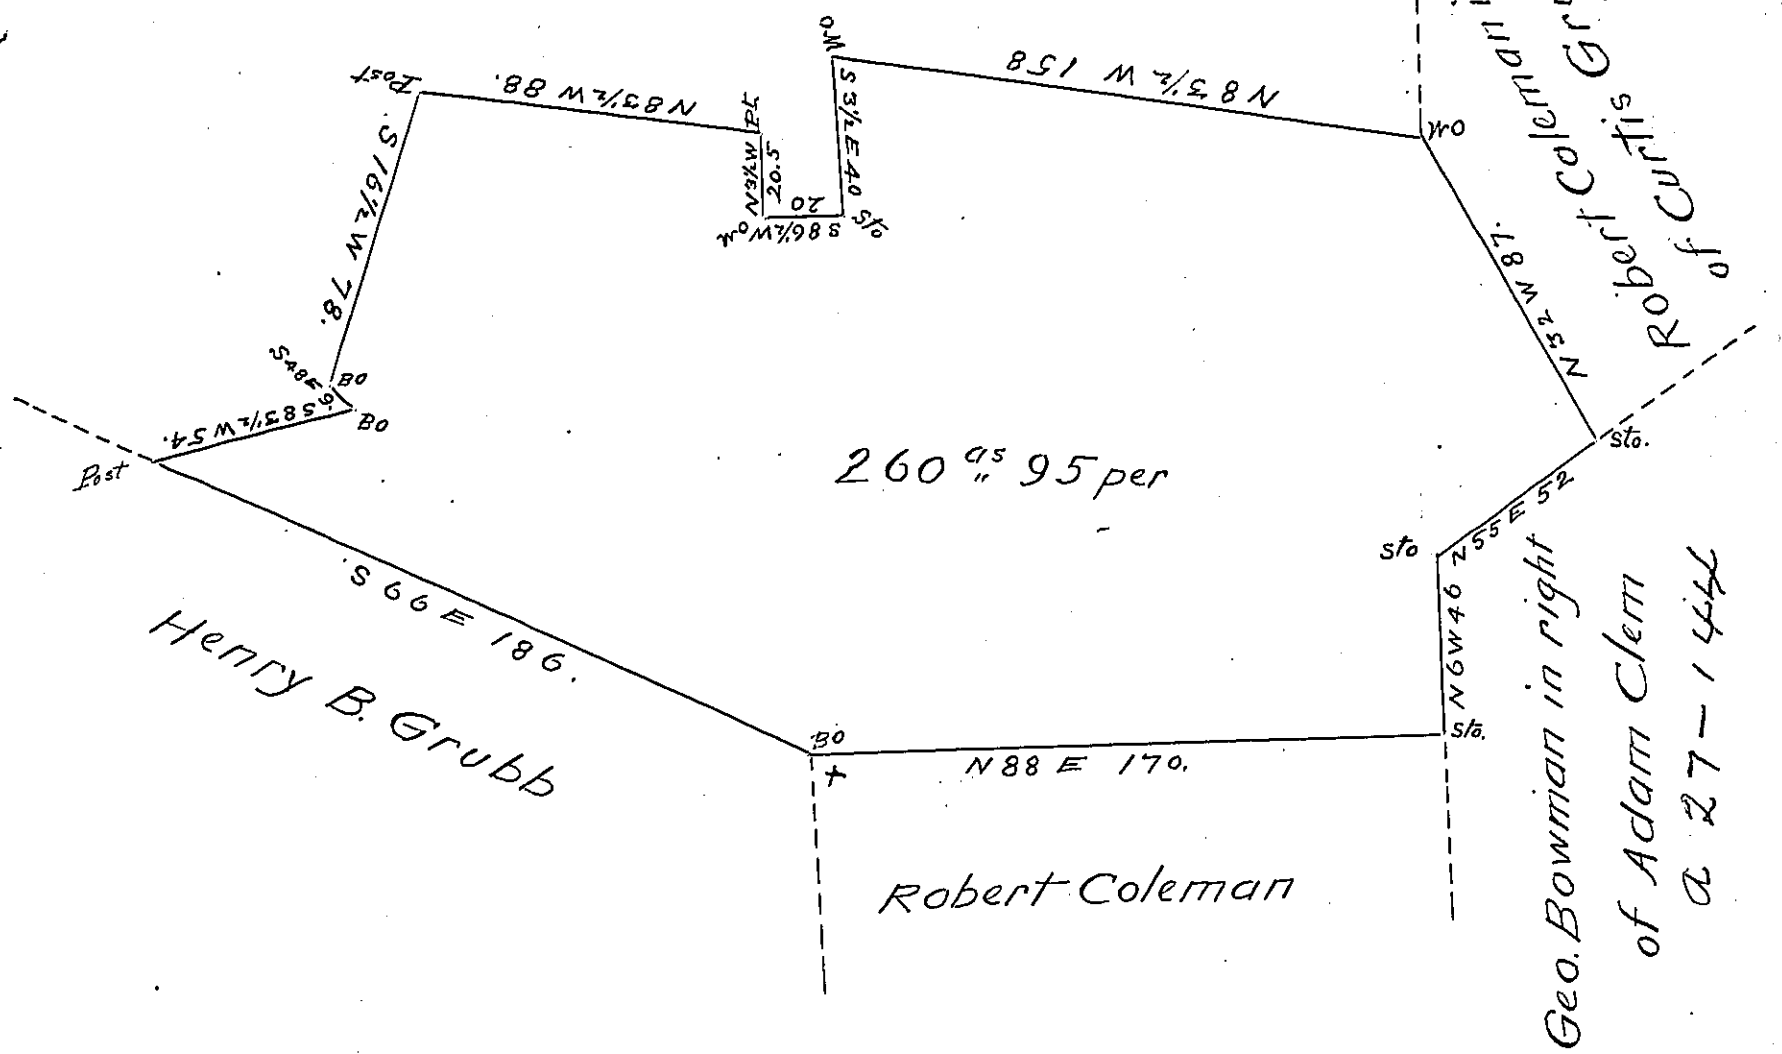 Wo
N 83½ W 158
S 3½ E 40
Sto
S 86½ W
20
Wo
N 3½ W
20.5
Pt
N 83½ W 88.
Post
S 16½ W 78.
BO
S 48 E 9.
BO
S 83½ W 54.
Post
S 66 E 186.
Henry B. Grubb
BO
+
N 88 E 170.
Robert Coleman
Sto.
N 6 W 46
Sto
N 55 E 52
Sto.
N 32 W 87.
WO
260 as 95 per
Robert Coleman
of Curtis
Geo. Bowman in right
of Adam Clem
a 27-144